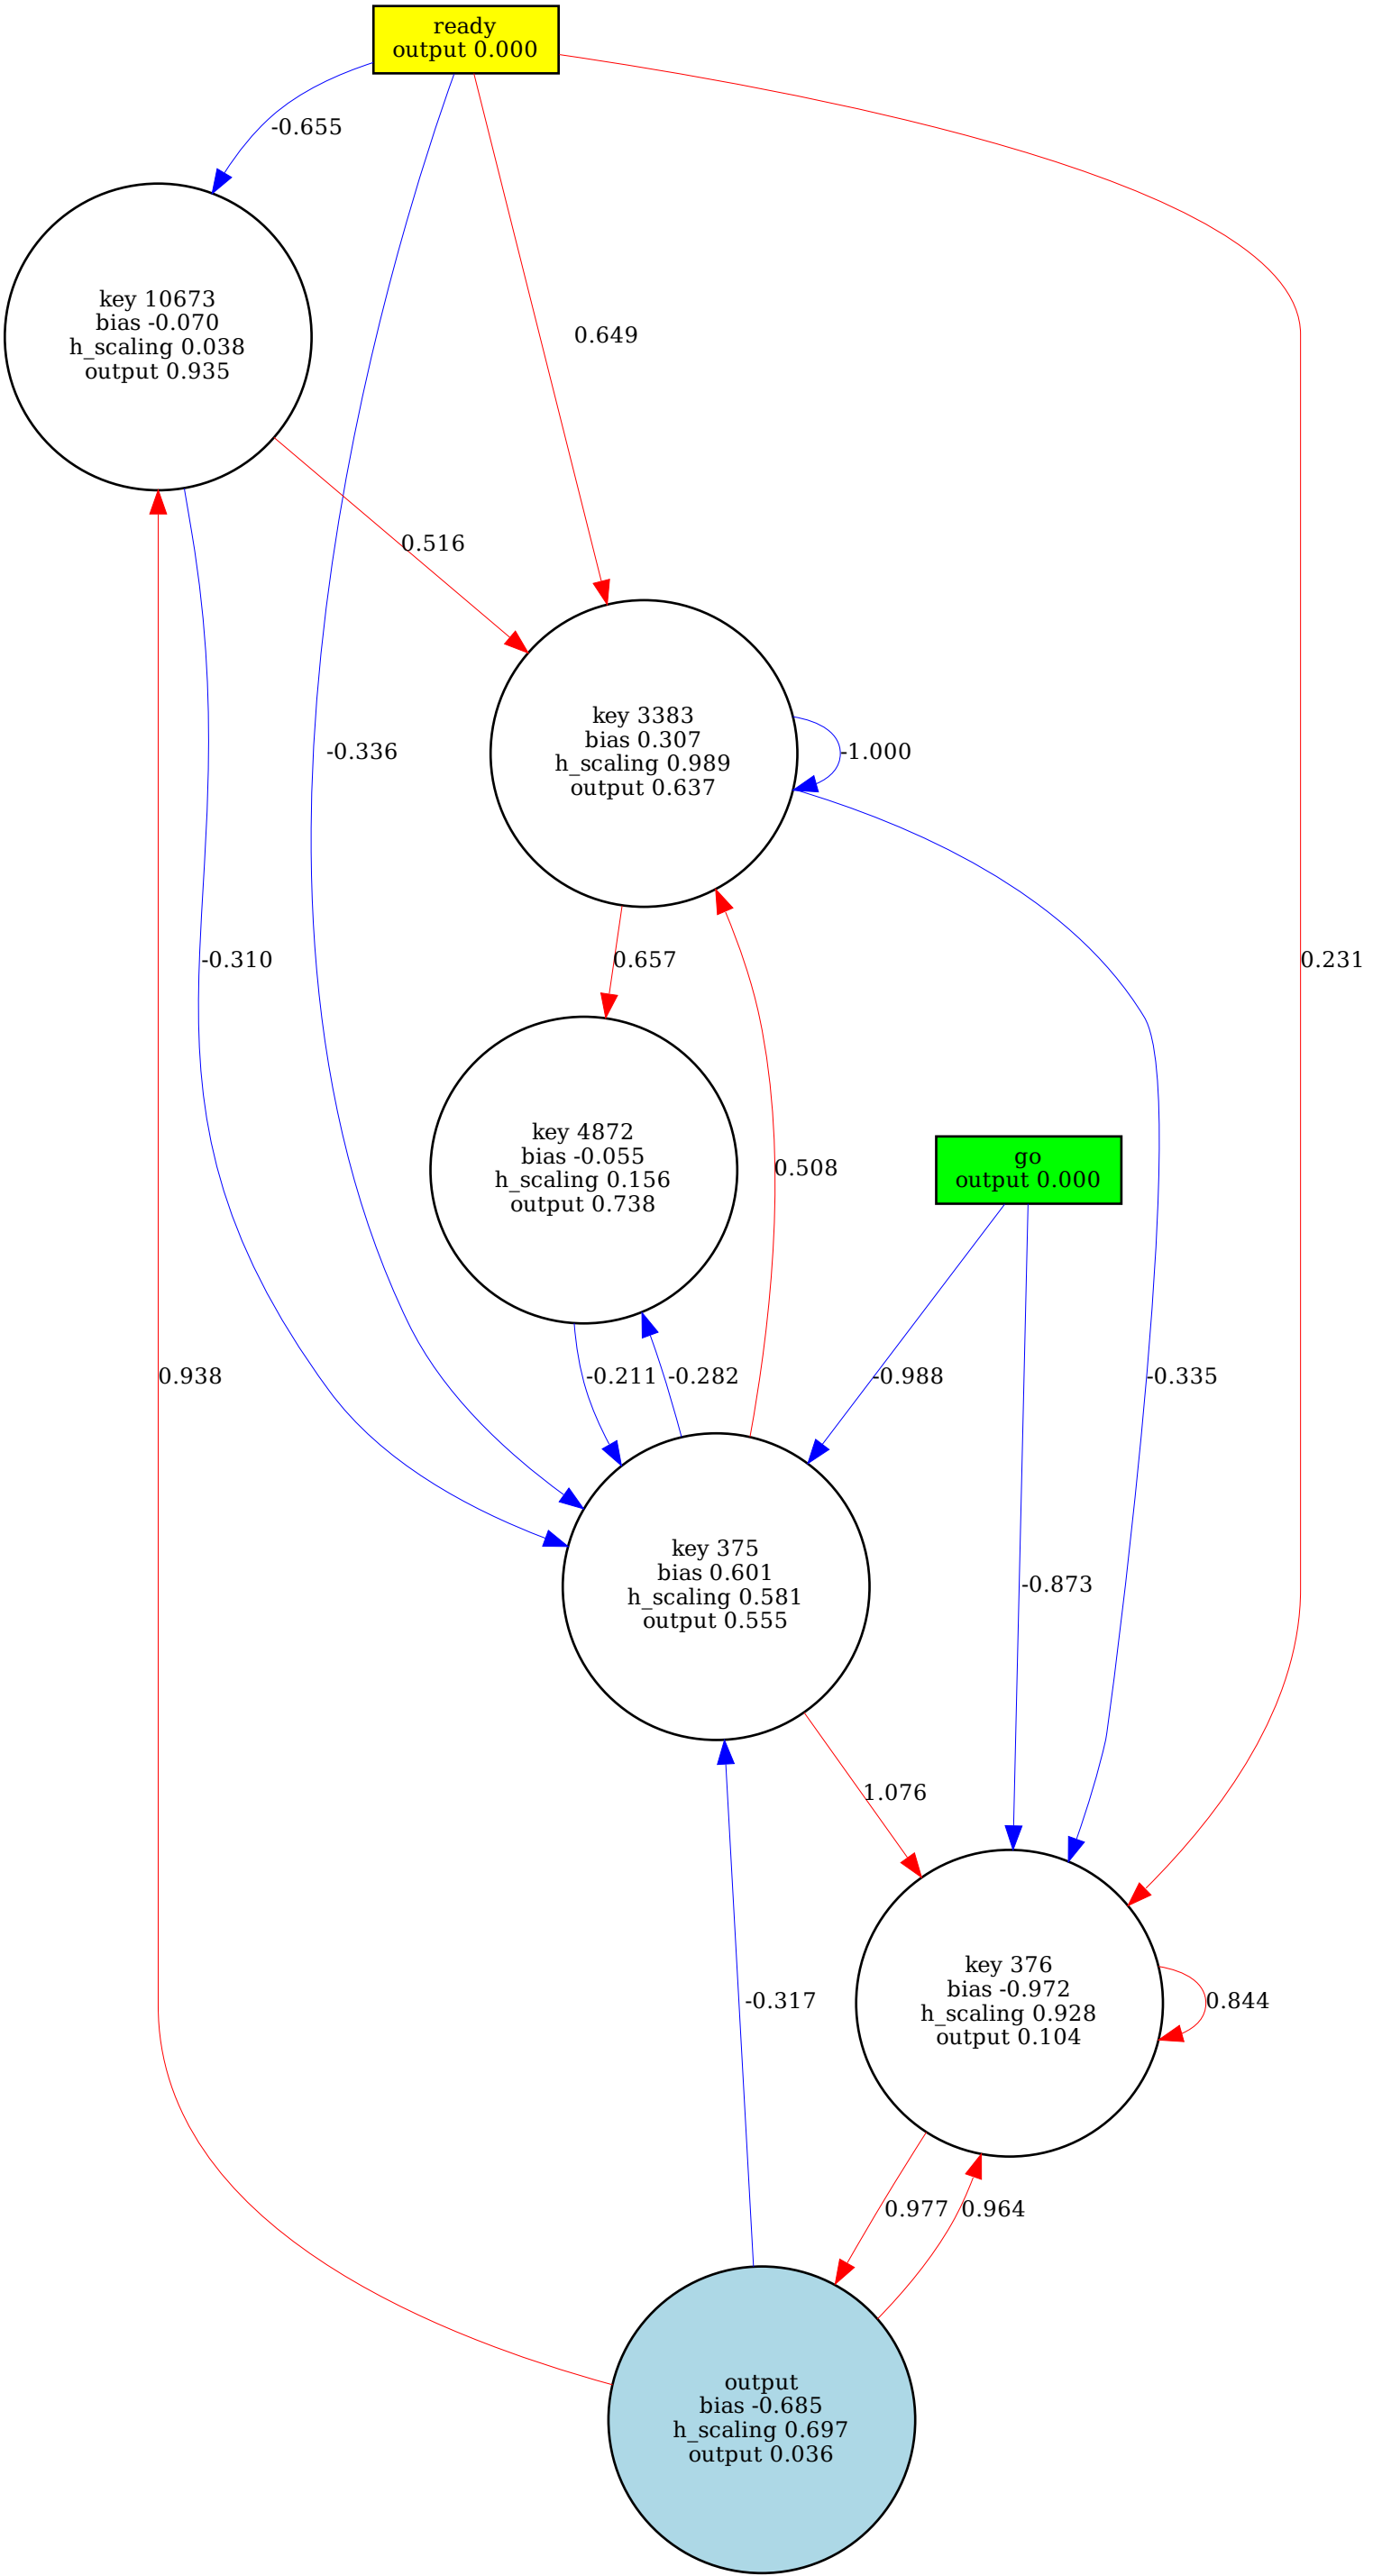 ready
output 0.000
-0.655
key 10673
bias -0.070
h_scaling 0.038
output 0.935
0.649
0.516
key 3383
bias 0.307
h_scaling 0.989
output 0.637
-0.336
-1.000
-0.310
0.657
0.231
key 4872
bias -0.055
h_scaling 0.156
output 0.738
0.508
go
output 0.000
0.938
-0.211
-0.282
-0.988
-0.335
key 375
bias 0.601
h_scaling 0.581
output 0.555
-0.873
1.076
key 376
bias -0.972
h_scaling 0.928
output 0.104
-0.317
0.844
0.977
0.964
output
bias -0.685
h_scaling 0.697
output 0.036